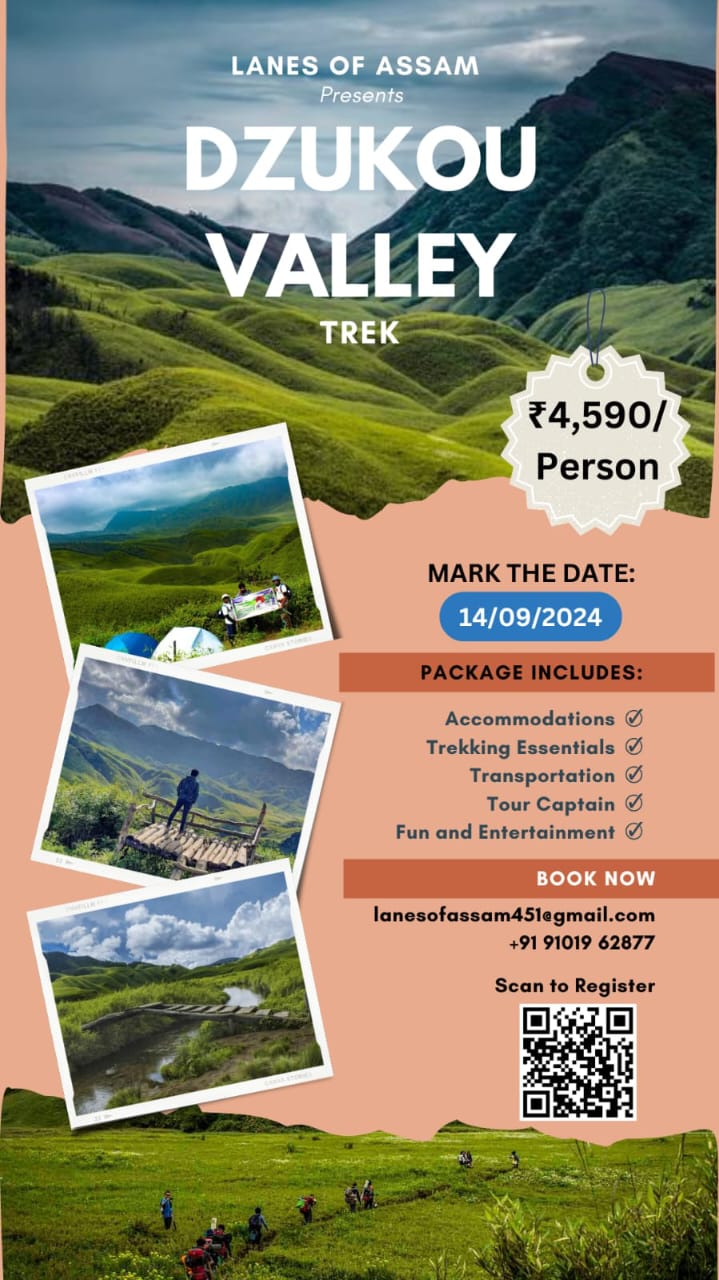 LANES OF ASSAM
Presents
DZUKOU
VALLEY
TREK
₹4,590/
Person
MARK THE DATE:
14/09/2024
PACKAGE INCLUDES:
Accommodations
Trekking Essentials
Transportation
Tour Captain
Fun and Entertainment
BOOK NOW
lanesofassam451@gmail.com
+91 91019 62877
Scan to Register